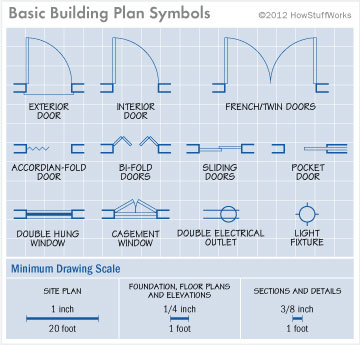 Basic Building Plan Symbols
©2012 HowStuffWorks
EXTERIOR
DOOR
INTERIOR
DOOR
FRENCH/TWIN DOORS
ACCORDIAN-FOLD
DOOR
BI-FOLD
DOORS
SLIDING
DOORS
POCKET
DOOR
DOUBLE HUNG
WINDOW
CASEMENT
WINDOW
DOUBLE ELECTRICAL
OUTLET
LIGHT
FIXTURE
Minimum Drawing Scale
SITE PLAN
1 inch
20 foot
FOUNDATION, FLOOR PLANS
AND ELEVATIONS
1/4 inch
1 foot
SECTIONS AND DETAILS
3/8 inch
1 foot